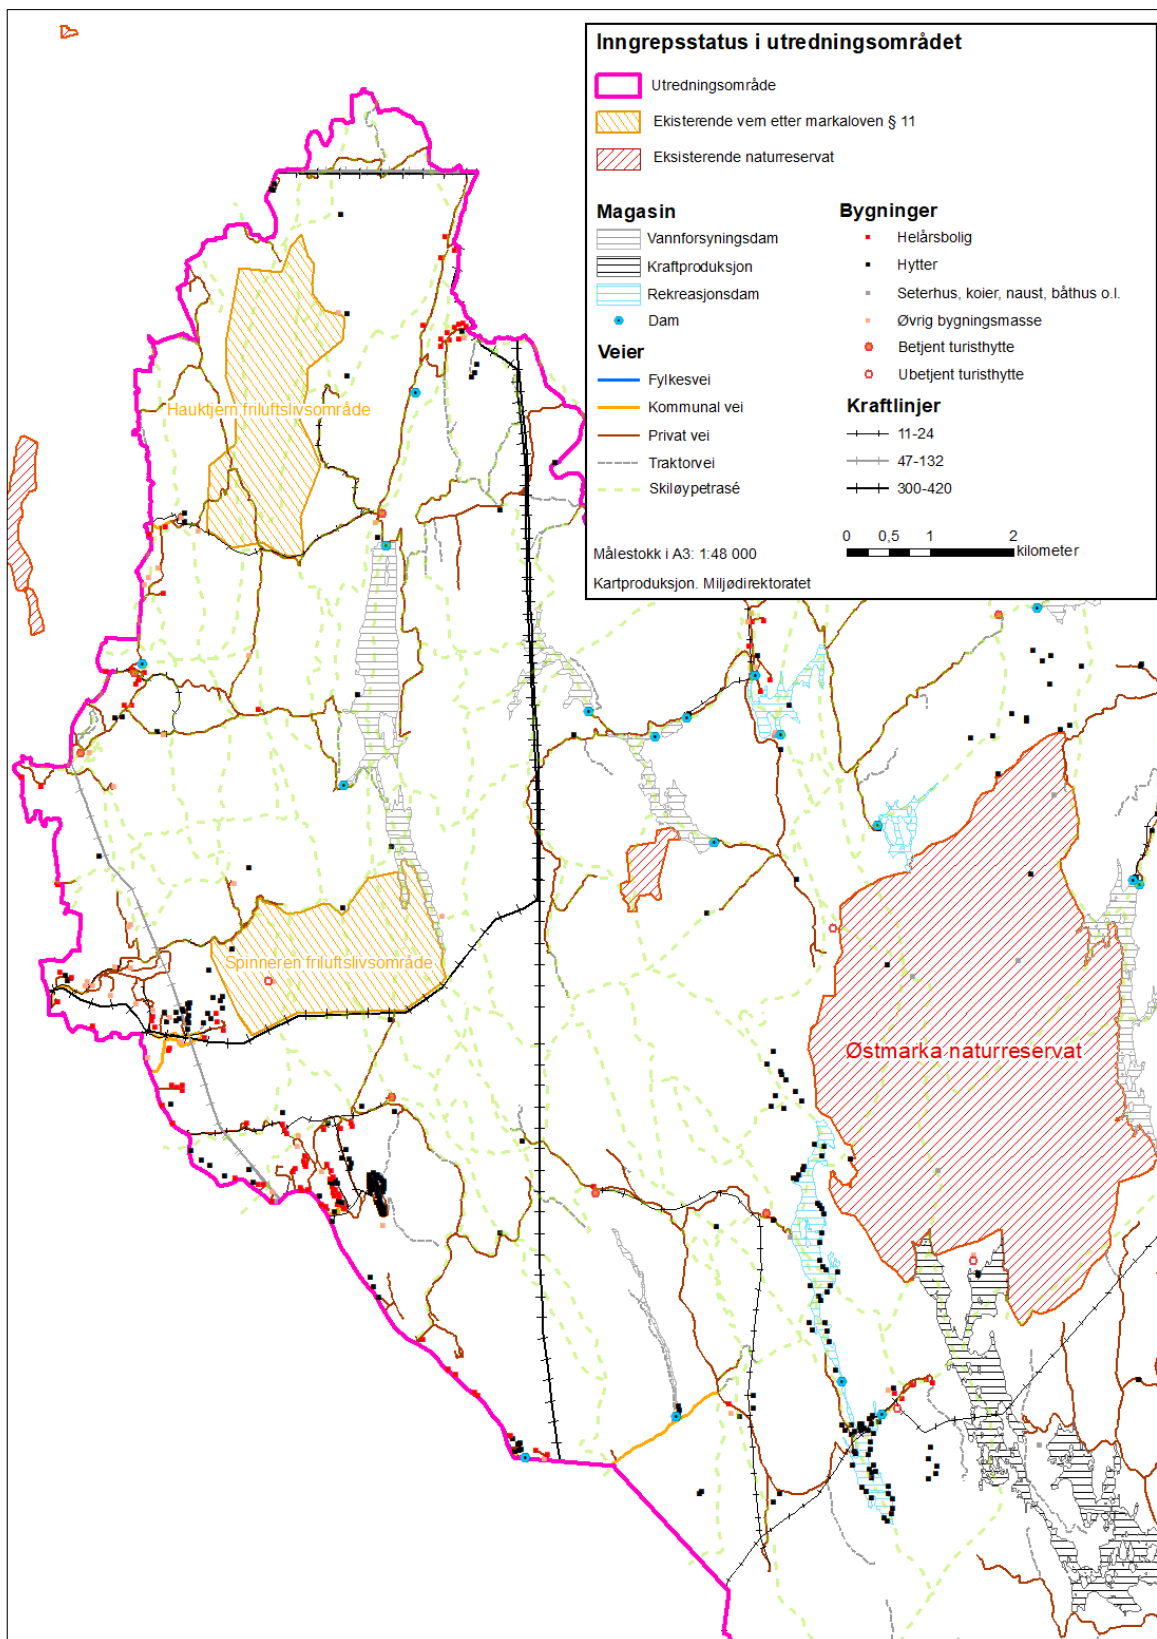 Inngrepsstatus i utredningsområdet
Utredningsområde
Ekisterende vern etter markaloven § 11
Eksisterende naturreservat
Magasin
Vannforsyningsdam
Kraftproduksjon
Rekreasjonsdam
Dam
Veier
Fylkesvei
Kommunal vei
Privat vei
Traktorvei
Skiløypetrasé
Bygninger
Helårsbolig
Hytter
Seterhus, koier, naust, båthus o.l.
Øvrig bygningsmasse
Betjent turisthytte
Ubetjent turisthytte
Kraftlinjer
11-24
47-132
300-420
Målestokk i A3: 1:48 000
0 0,5 1 2
kilometer
Kartproduksjon. Miljødirektoratet
Hauktjern friluftslivsområde
Spinneren friluftslivsområde
Østmarka naturreservat